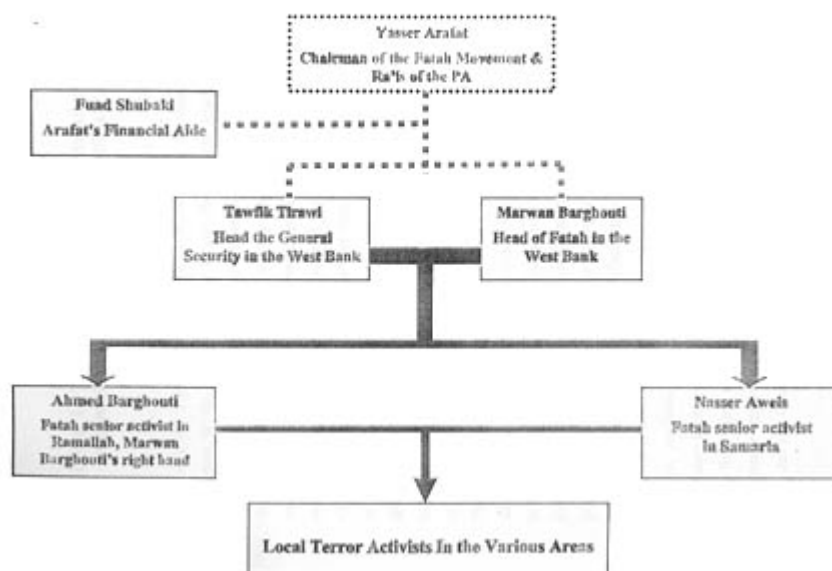 Yasser Arafat
Chairman of the Fatah Movement &
Ra'is of the PA
Fuad Shubaki
Arafat's Financial Aide
Tawfik Tirawi
Head the General
Security in the West Bank
Marwan Barghouti
Head of Fatah in the
West Bank
Ahmed Barghouti
Fatah senior activist in
Ramallah, Marwan
Barghouti's right hand
Nasser Aweis
Fatah senior activist
in Samaria
Local Terror Activists In the Various Areas